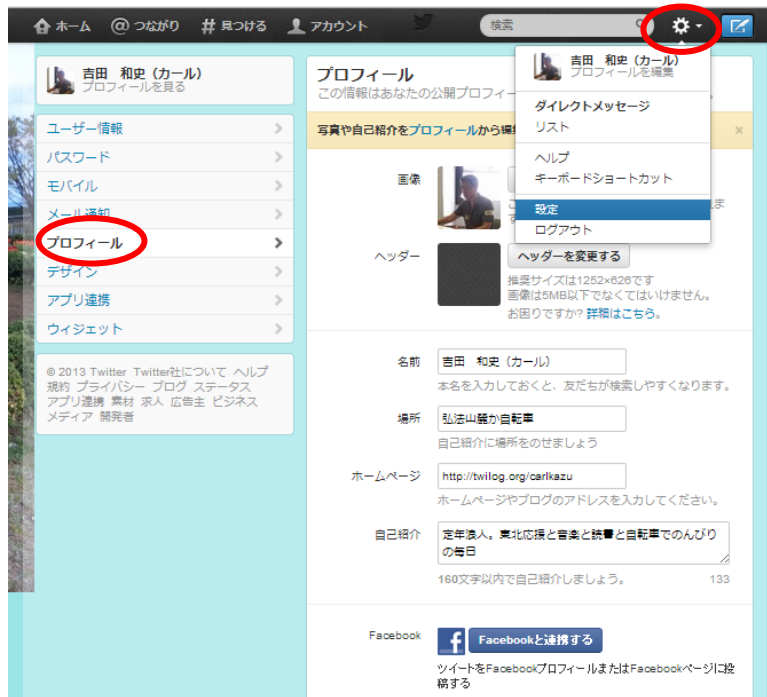 ホーム @つながり # 見つける アカウント 検索
吉田 和史（カール）
プロフィールを見る
ユーザー情報
パスワード
モバイル
メール通知
プロフィール
デザイン
アプリ連携
ウィジェット
© 2013 Twitter Twitter社について ヘルプ
規約 プライバシー ブログ ステータス
アプリ連携 素材 求人 広告主 ビジネス
メディア 開発者
プロフィール
この情報はあなたの公開プロフィー
写真や自己紹介をプロフィールから編 ×
吉田 和史（カール）
プロフィールを編集
ダイレクトメッセージ
リスト
ヘルプ
キーボードショートカット
設定
ログアウト
画像
ヘッダー
ヘッダーを変更する
推奨サイズは1252×626です
画像は5MB以下でなくてはいけません。
お困りですか? 詳細はこちら。
名前 吉田 和史（カール）
本名を入力しておくと、友だちが検索しやすくなります。
場所 弘法山麓か自転車
自己紹介に場所をのせましょう
ホームページ http://twilog.org/carlkazu
ホームページやブログのアドレスを入力してください。
自己紹介 定年浪人。東北応援と音楽と読書と自転車でのんびり
の毎日
160文字以内で自己紹介しましょう。 133
Facebook Facebookと連携する
ツイートをFacebookプロフィールまたはFacebookページに投
稿する